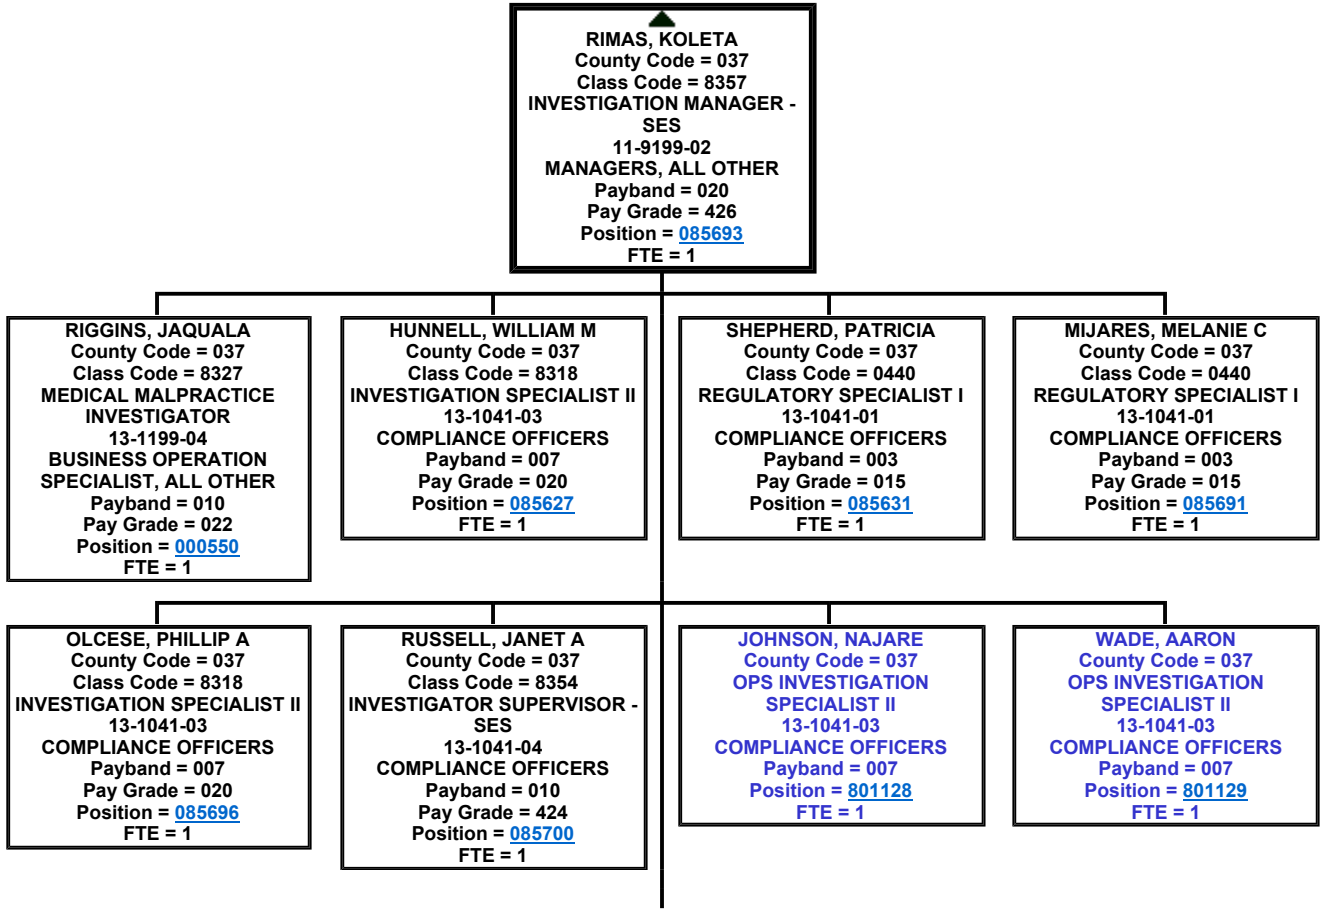 RIMAS, KOLETA
County Code = 037
Class Code = 8357
INVESTIGATION MANAGER -
SES
11-9199-02
MANAGERS, ALL OTHER
Payband = 020
Pay Grade = 426
Position = 085693
FTE = 1
RIGGINS, JAQUALA
County Code = 037
Class Code = 8327
MEDICAL MALPRACTICE
INVESTIGATOR
13-1199-04
BUSINESS OPERATION
SPECIALIST, ALL OTHER
Payband = 010
Pay Grade = 022
Position = 000550
FTE = 1
HUNNELL, WILLIAM M
County Code = 037
Class Code = 8318
INVESTIGATION SPECIALIST II
13-1041-03
COMPLIANCE OFFICERS
Payband = 007
Pay Grade = 020
Position = 085627
FTE = 1
SHEPHERD, PATRICIA
County Code = 037
Class Code = 0440
REGULATORY SPECIALIST I
13-1041-01
COMPLIANCE OFFICERS
Payband = 003
Pay Grade = 015
Position = 085631
FTE = 1
MIJARES, MELANIE C
County Code = 037
Class Code = 0440
REGULATORY SPECIALIST I
13-1041-01
COMPLIANCE OFFICERS
Payband = 003
Pay Grade = 015
Position = 085691
FTE = 1
OLCESE, PHILLIP A
County Code = 037
Class Code = 8318
INVESTIGATION SPECIALIST II
13-1041-03
COMPLIANCE OFFICERS
Payband = 007
Pay Grade = 020
Position = 085696
FTE = 1
RUSSELL, JANET A
County Code = 037
Class Code = 8354
INVESTIGATOR SUPERVISOR -
SES
13-1041-04
COMPLIANCE OFFICERS
Payband = 010
Pay Grade = 424
Position = 085700
FTE = 1
JOHNSON, NAJARE
County Code = 037
OPS INVESTIGATION
SPECIALIST II
13-1041-03
COMPLIANCE OFFICERS
Payband = 007
Position = 801128
FTE = 1
WADE, AARON
County Code = 037
OPS INVESTIGATION
SPECIALIST II
13-1041-03
COMPLIANCE OFFICERS
Payband = 007
Position = 801129
FTE = 1